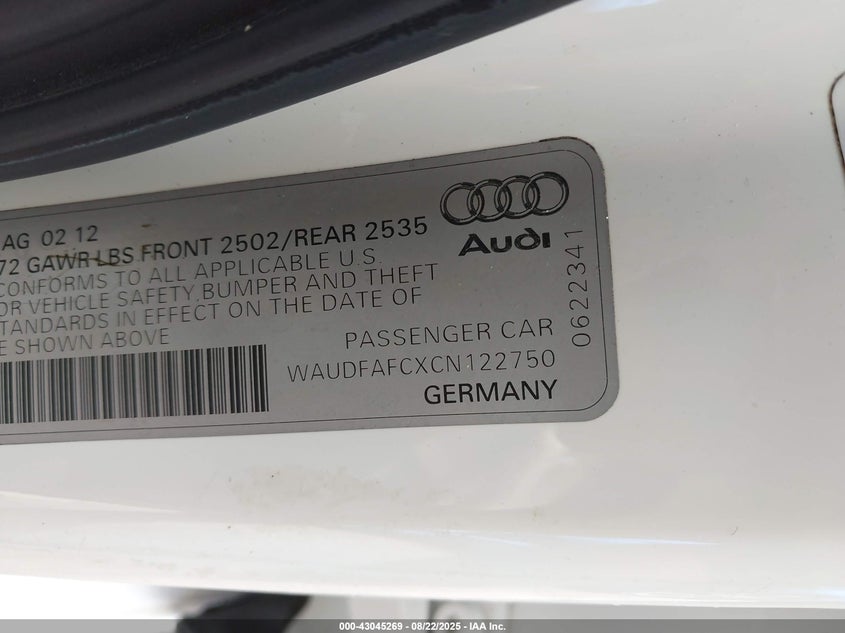 AG 02 12
72 GAWR LBS FRONT 2502/REAR 2535
CONFORMS TO ALL APPLICABLE U.S.
OR VEHICLE SAFETY, BUMPER AND THEFT
STANDARDS IN EFFECT ON THE DATE OF
E SHOWN ABOVE
PASSENGER CAR
WAUDFAFCXCN122750
GERMANY
Audi
0622341
000-43045269 - 08/22/2025 - IAA Inc.